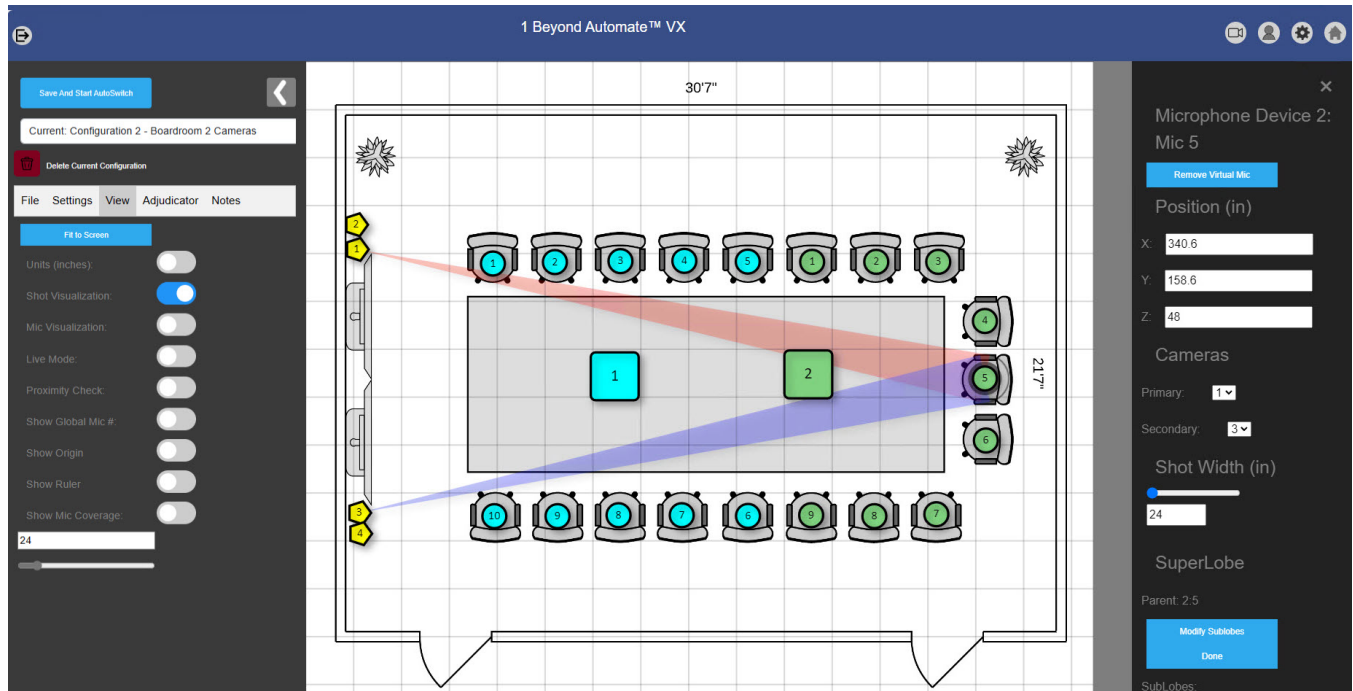 1 Beyond Automate™ VX
Save And Start AutoSwitch
Current: Configuration 2 - Boardroom 2 Cameras
Delete Current Configuration
File Settings View Adjudicator Notes
Fit to Screen
Units (Inches):
Shot Visualization:
Mic Visualization:
Live Mode:
Proximity Check:
Show Global Mic #:
Show Origin
Show Ruler
Show Mic Coverage:
24
30'7"
2
1
1 2 3 4 5 1 2 3
4
1 2
5
21'7"
6
3
4
10 9 8 7 6 9 8 7
Microphone Device 2:
Mic 5
Remove Virtual Mic
Position (in)
X: 340.6
Y: 158.6
Z: 48
Cameras
Primary: 1
Secondary: 3
Shot Width (in)
24
SuperLobe
Parent: 2:5
Modify Sublobes
Done
SubLobes: